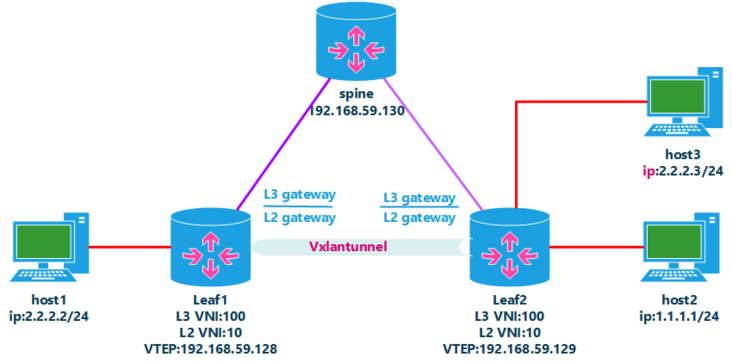 spine
192.168.59.130
host3
ip:2.2.2.3/24
L3 gateway
L2 gateway
L3 gateway
L2 gateway
Vxlantunnel
host1
ip:2.2.2.2/24
Leaf1
L3 VNI:100
L2 VNI:10
VTEP:192.168.59.128
Leaf2
L3 VNI:100
L2 VNI:10
VTEP:192.168.59.129
host2
ip:1.1.1.1/24